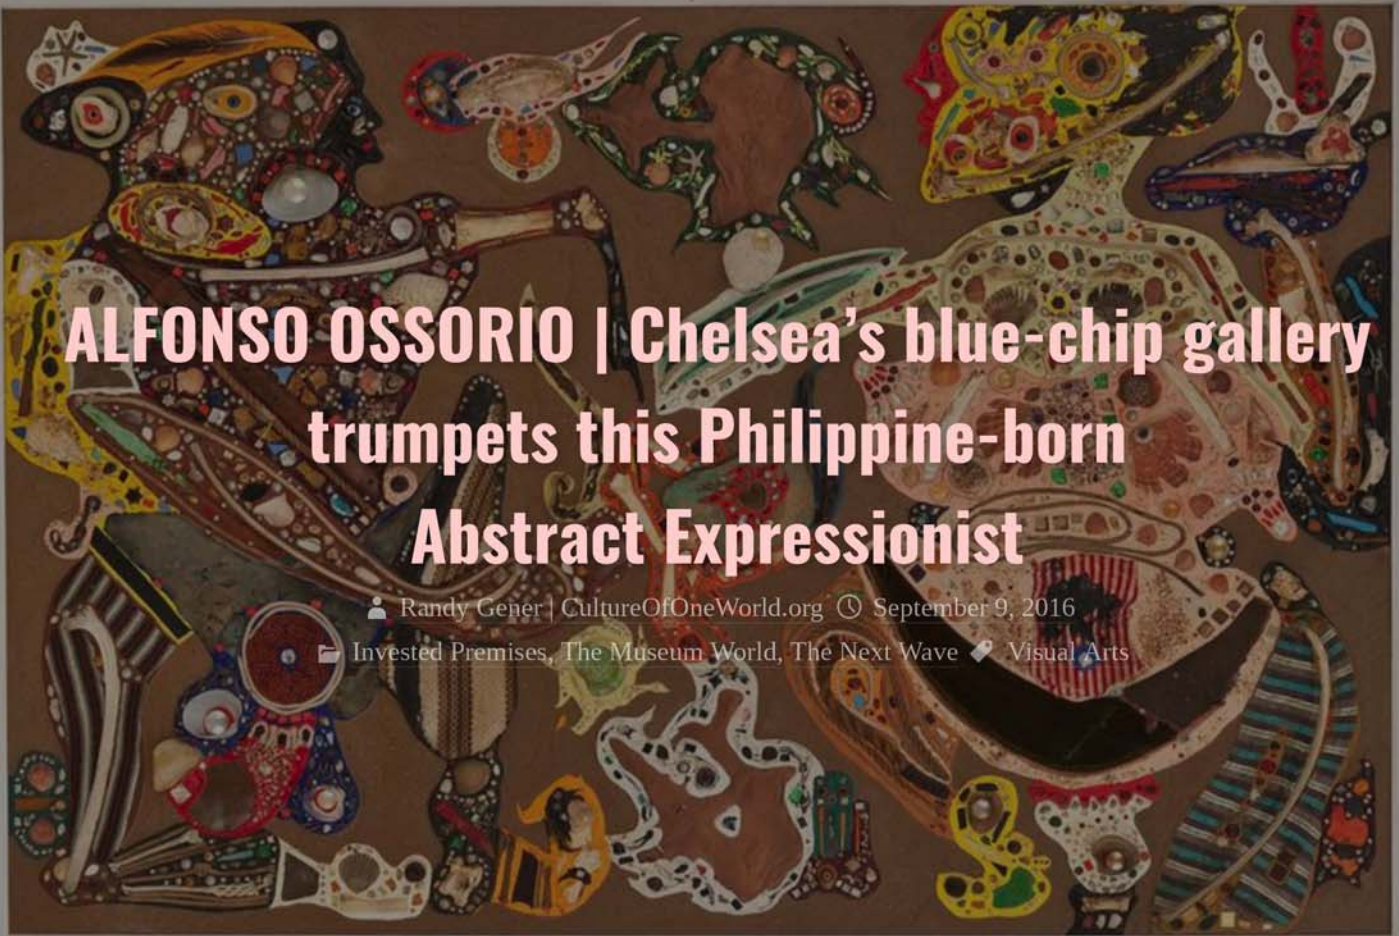 ALFONSO OSSORIO | Chelsea’s blue-chip gallery
trumpets this Philippine-born
Abstract Expressionist
Randy Gener | CultureOfOneWorld.org September 9, 2016
Invested Premises, The Museum World, The Next Wave Visual Arts